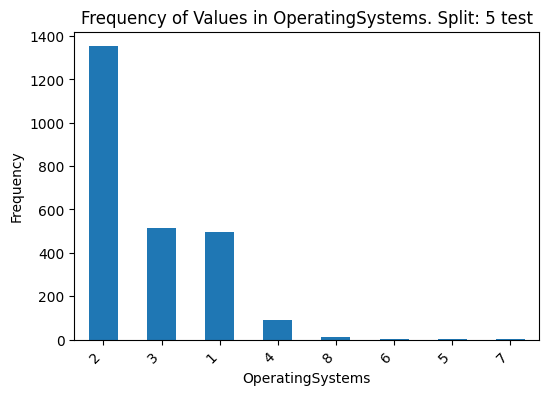 Frequency of Values in OperatingSystems. Split: 5 test
1400
1200
1000
800
600
400
200
0
Frequency
2 3 1 4 8 6 5 7
OperatingSystems